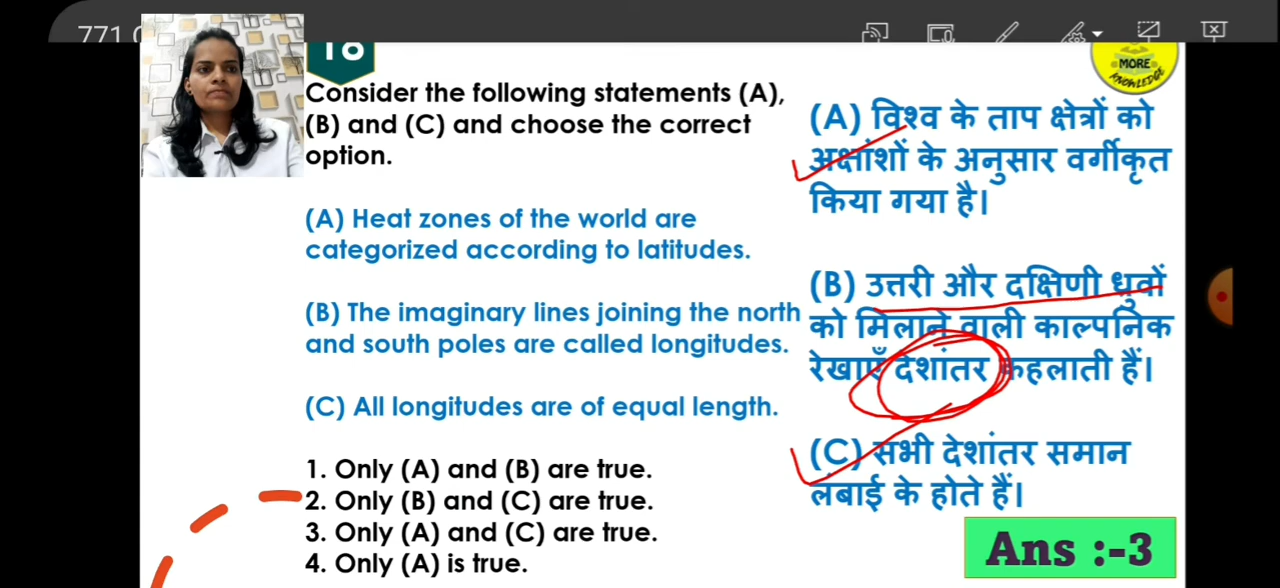 771
18
MORE
KNOWLEDGE
Consider the following statements (A),
(B) and (C) and choose the correct
option.
(A) Heat zones of the world are
categorized according to latitudes.
(B) The imaginary lines joining the north
and south poles are called longitudes.
(C) All longitudes are of equal length.
1. Only (A) and (B) are true.
2. Only (B) and (C) are true.
3. Only (A) and (C) are true.
4. Only (A) is true.
(A) विश्व के ताप क्षेत्रों को
अक्षांशों के अनुसार वर्गीकृत
किया गया है।
(B) उत्तरी और दक्षिणी ध्रुवों
को मिलाने वाली काल्पनिक
रेखाएँ देशांतर कहलाती हैं।
(C) सभी देशांतर समान
लंबाई के होते हैं।
Ans :-3